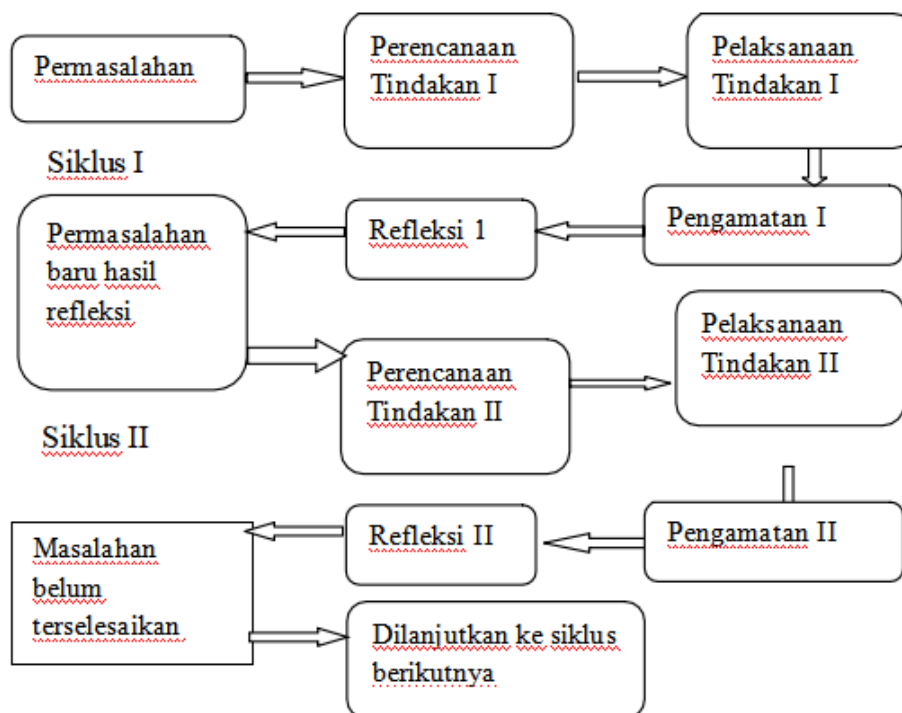 Permasalahan
Perencanaan
Tindakan I
Pelaksanaan
Tindakan I
Siklus I
Pengamatan I
Refleksi 1
Permasalahan
baru hasil
refleksi
Perencanaan
Tindakan II
Pelaksanaan
Tindakan II
Siklus II
Pengamatan II
Refleksi II
Masalahan
belum
terselesaikan
Dilanjutkan ke siklus
berikutnya